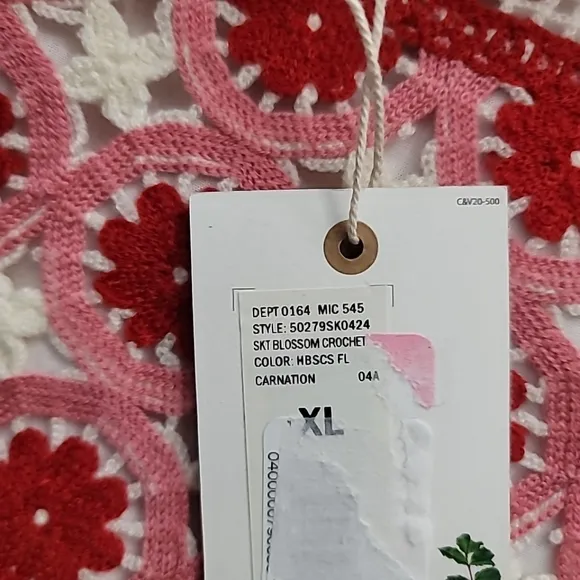 C&V20-500
DEPT 0164 MIC 545
STYLE: 50279SK0424
SKT BLOSSOM CROCHET
COLOR: HBSCS FL
CARNATION 04A
XL